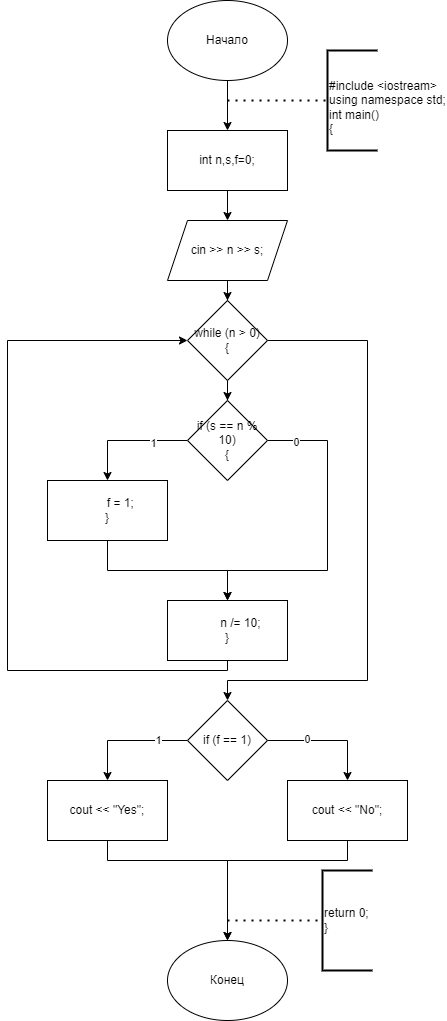 Начало
#include <iostream>
using namespace std;
int main()
{
int n,s,f=0;
cin >> n >> s;
while (n > 0)
{
if (s == n %
10)
{
1
0
f = 1;
}
n /= 10;
}
if (f == 1)
1
0
cout << "Yes";
cout << "No";
return 0;
}
Конец